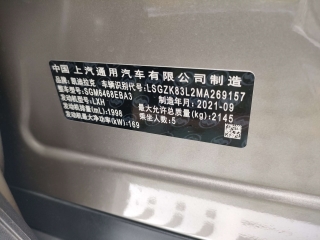 中国 上汽通用汽车有限公司制造
品牌：凯迪拉克 车辆识别代号：LSGZK83L2MA269157
整车型号：SGM6468EBA3 制造年月：2021-09
发动机型号：LXH 最大允许总质量(kg)：2145
发动机排量(mL)：1998 乘坐人数：5
发动机最大净功率(kW)：169